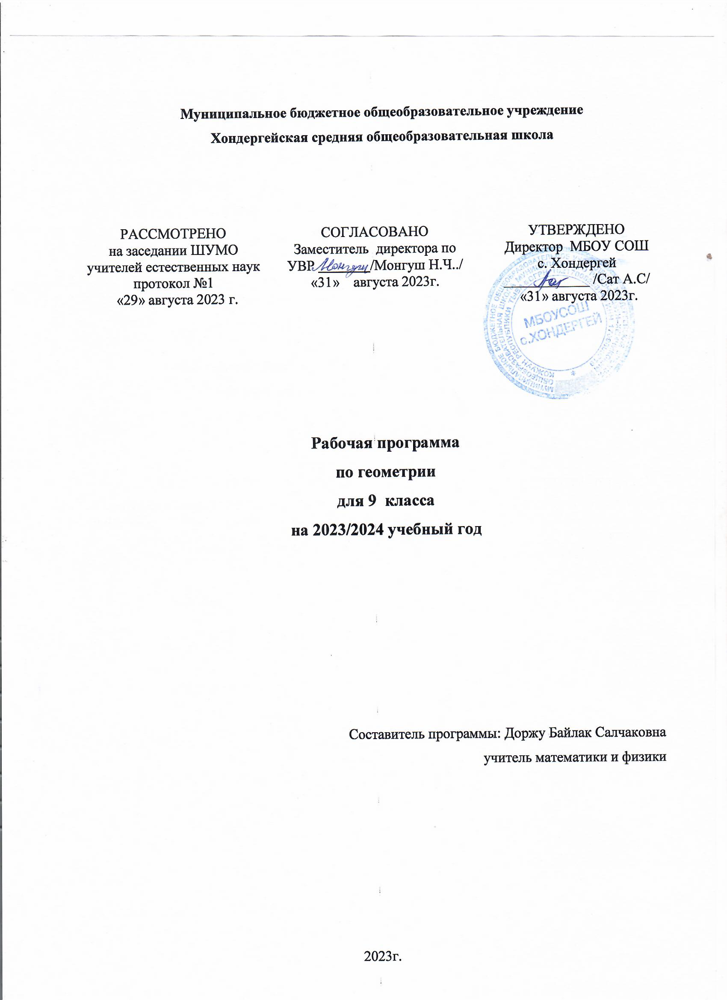 Муниципальное бюджетное общеобразовательное учреждение
Хондергейская средняя общеобразовательная школа
РАССМОТРЕНО
на заседании ШУМО
учителей естественных наук
протокол №1
«29» августа 2023 г.
СОГЛАСОВАНО
Заместитель директора по
УВР Монгуш /Монгуш Н.Ч../
«31» августа 2023г.
УТВЕРЖДЕНО
Директор МБОУ СОШ
с. Хондергей
/Сат А.С/
«31» августа 2023г.
МБОУСОШ
с.ХОНДЕРГЕЙ
Рабочая программа
по геометрии
для 9 класса
на 2023/2024 учебный год
Составитель программы: Доржу Байлак Салчаковна
учитель математики и физики
2023г.